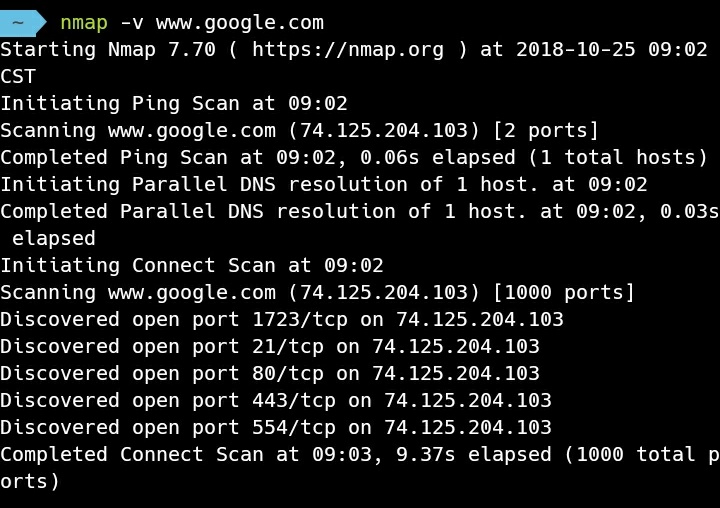 ~ nmap -v www.google.com
Starting Nmap 7.70 ( https://nmap.org ) at 2018-10-25 09:02
CST
Initiating Ping Scan at 09:02
Scanning www.google.com (74.125.204.103) [2 ports]
Completed Ping Scan at 09:02, 0.06s elapsed (1 total hosts)
Initiating Parallel DNS resolution of 1 host. at 09:02
Completed Parallel DNS resolution of 1 host. at 09:02, 0.03s
elapsed
Initiating Connect Scan at 09:02
Scanning www.google.com (74.125.204.103) [1000 ports]
Discovered open port 1723/tcp on 74.125.204.103
Discovered open port 21/tcp on 74.125.204.103
Discovered open port 80/tcp on 74.125.204.103
Discovered open port 443/tcp on 74.125.204.103
Discovered open port 554/tcp on 74.125.204.103
Completed Connect Scan at 09:03, 9.37s elapsed (1000 total p
orts)